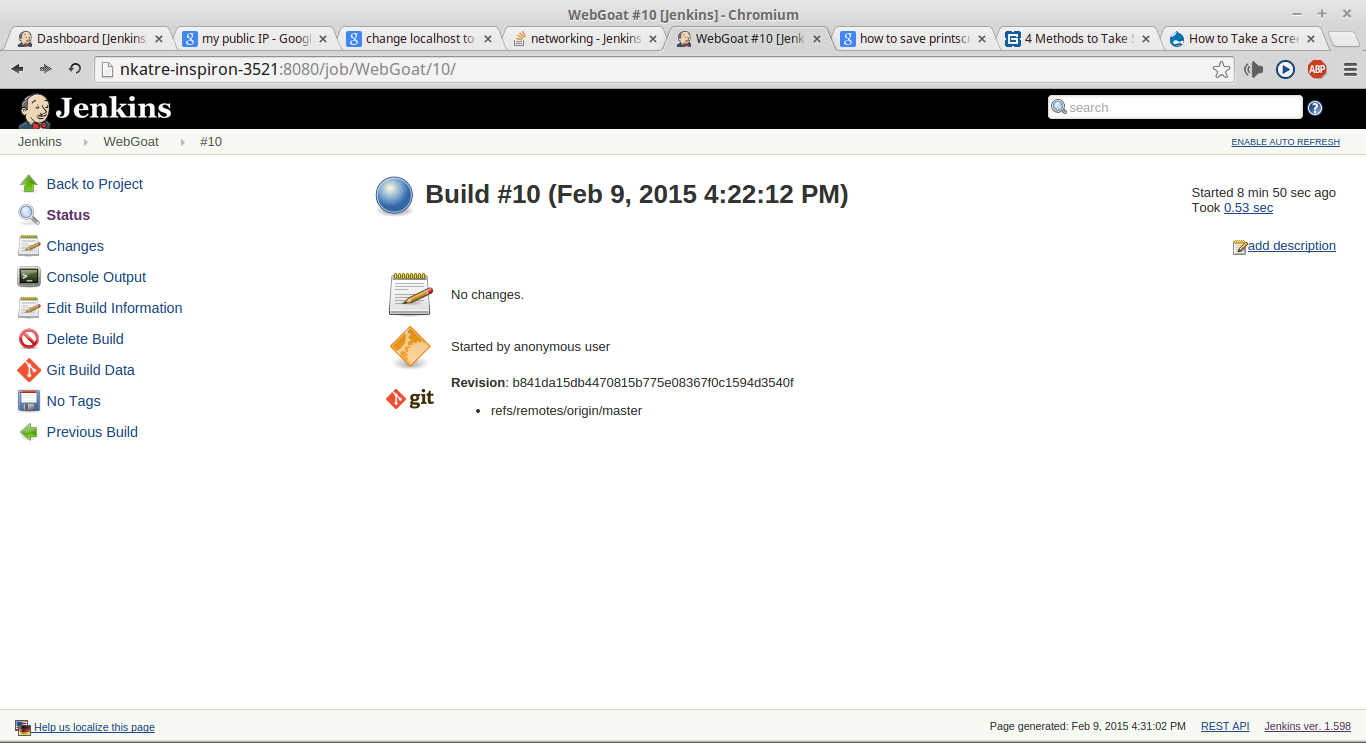 WebGoat #10 [Jenkins] - Chromium
Dashboard [Jenkins my public IP - Googl change localhost to networking - Jenkins WebGoat #10 [Jenk how to save printscr 4 Methods to Take S How to Take a Scree
nkatre-inspiron-3521:8080/job/WebGoat/10/ ABP
Jenkins search ?
Jenkins WebGoat #10 ENABLE AUTO REFRESH
Back to Project
Status
Changes
Console Output
Edit Build Information
Delete Build
Git Build Data
No Tags
Previous Build
Build #10 (Feb 9, 2015 4:22:12 PM)
Started 8 min 50 sec ago
Took 0.53 sec
add description
No changes.
Started by anonymous user
Revision: b841da15db4470815b775e08367f0c1594d3540f
git
• refs/remotes/origin/master
Help us localize this page Page generated: Feb 9, 2015 4:31:02 PM REST API Jenkins ver. 1.598